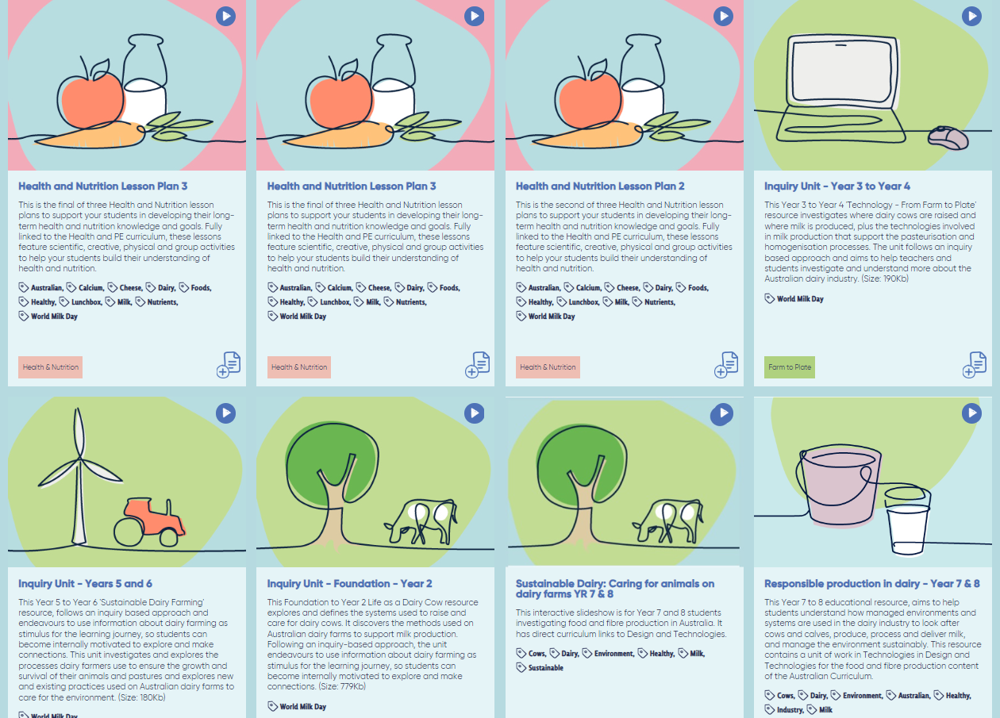 Health and Nutrition Lesson Plan 3
This is the final of three Health and Nutrition lesson
plans to support your students in developing their long-
term health and nutrition knowledge and goals. Fully
linked to the Health and PE curriculum, these lessons
feature scientific, creative, physical and group activities
to help your students build their understanding of
health and nutrition.
Australian, Calcium, Cheese, Dairy, Foods,
Healthy, Lunchbox, Milk, Nutrients,
World Milk Day
Health & Nutrition
Health and Nutrition Lesson Plan 3
This is the final of three Health and Nutrition lesson
plans to support your students in developing their long-
term health and nutrition knowledge and goals. Fully
linked to the Health and PE curriculum, these lessons
feature scientific, creative, physical and group activities
to help your students build their understanding of
health and nutrition.
Australian, Calcium, Cheese, Dairy, Foods,
Healthy, Lunchbox, Milk, Nutrients,
World Milk Day
Health & Nutrition
Health and Nutrition Lesson Plan 2
This is the second of three Health and Nutrition lesson
plans to support your students in developing their long-
term health and nutrition knowledge and goals. Fully
linked to the Health and PE curriculum, these lessons
feature scientific, creative, physical and group activities
to help your students build their understanding of
health and nutrition.
Australian, Calcium, Cheese, Dairy, Foods,
Healthy, Lunchbox, Milk, Nutrients,
World Milk Day
Health & Nutrition
Inquiry Unit - Year 3 to Year 4
This Year 3 to Year 4 'Technology - From Farm to Plate'
resource investigates where dairy cows are raised and
where milk is produced, plus the technologies involved
in milk production that support the pasteurisation and
homogenisation processes. The unit follows an inquiry
based approach and aims to help teachers and
students investigate and understand more about the
Australian dairy industry. (Size: 190Kb)
World Milk Day
Farm to Plate
Inquiry Unit - Years 5 and 6
This Year 5 to Year 6 'Sustainable Dairy Farming'
resource, follows an inquiry based approach and
endeavours to use information about dairy farming as
stimulus for the learning journey, so students can
become internally motivated to explore and make
connections. This unit investigates and explores the
processes dairy farmers use to ensure the growth and
survival of their animals and pastures and explores new
and existing practices used on Australian dairy farms to
care for the environment. (Size: 180Kb)
World Milk Day
Inquiry Unit - Foundation - Year 2
This Foundation to Year 2 Life as a Dairy Cow resource
explores and defines the systems used to raise and
care for dairy cows. It discovers the methods used on
Australian dairy farms to support milk production.
Following an inquiry-based approach, the unit
endeavours to use information about dairy farming as
stimulus for the learning journey, so students can
become internally motivated to explore and make
connections. (Size: 779Kb)
World Milk Day
Sustainable Dairy: Caring for animals on
dairy farms YR 7 & 8
This interactive slideshow is for Year 7 and 8 students
investigating food and fibre production in Australia. It
has direct curriculum links to Design and Technologies.
Cows, Dairy, Environment, Healthy, Milk,
Sustainable
Responsible production in dairy - Year 7 & 8
This Year 7 to 8 educational resource, aims to help
students understand how managed environments and
systems are used in the dairy industry to look after
cows and calves, produce, process and deliver milk,
and manage the environment sustainably. This resource
contains a unit of work in Technologies in Design and
Technologies for the food and fibre production content
of the Australian Curriculum.
Cows, Dairy, Environment, Australian, Healthy,
Industry, Milk